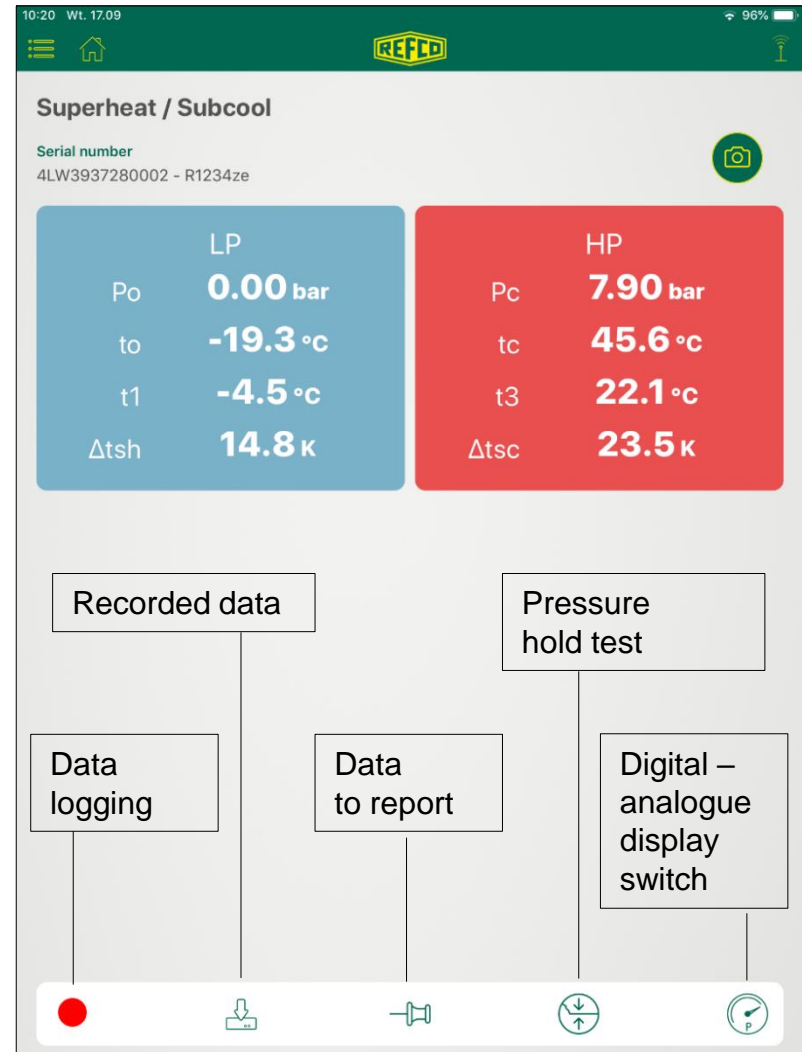 10:20 Wt. 17.09
96%
REFCO
Superheat / Subcool
Serial number
4LW3937280002 - R1234ze
LP
Po 0.00 bar
to -19.3 °C
t1 -4.5 °C
Δtsh 14.8 K
HP
Pc 7.90 bar
tc 45.6 °C
t3 22.1 °C
Δtsc 23.5 K
Recorded data
Pressure
hold test
Data
logging
Data
to report
Digital –
analogue
display
switch
P